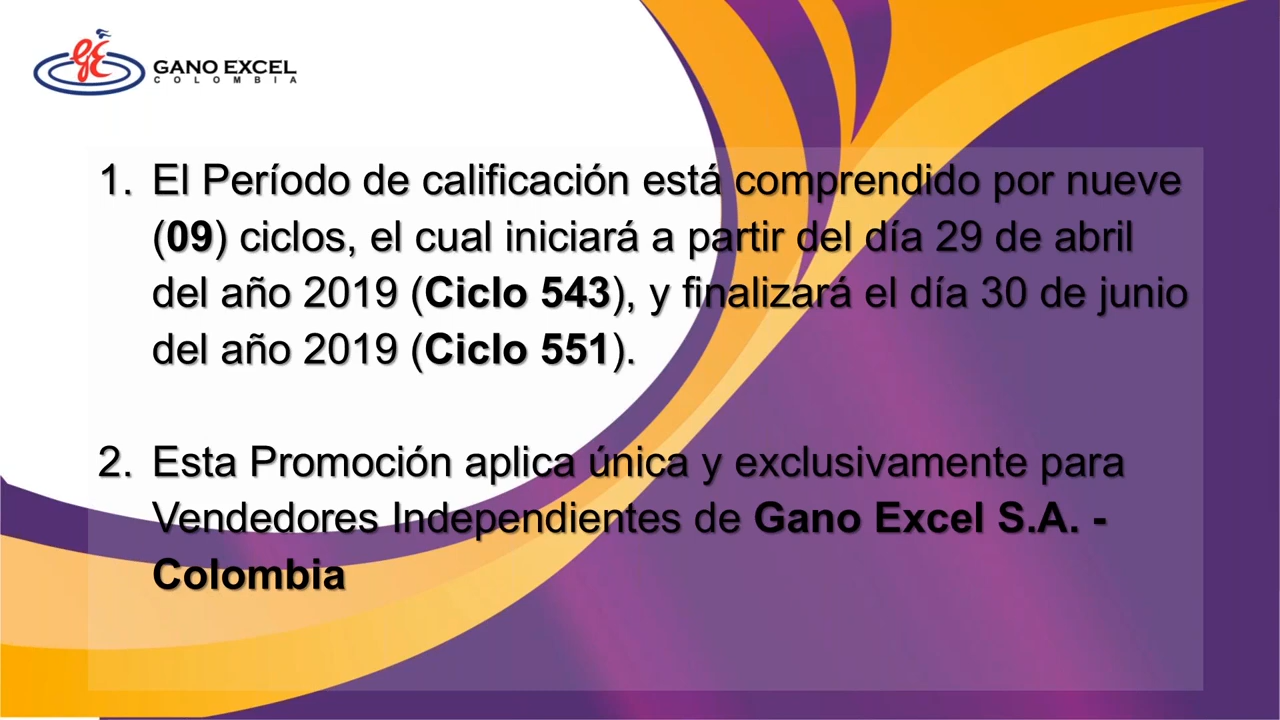 GE
GANO EXCEL
COLOMBIA
1. El Período de calificación está comprendido por nueve
(09) ciclos, el cual iniciará a partir del día 29 de abril
del año 2019 (Ciclo 543), y finalizará el día 30 de junio
del año 2019 (Ciclo 551).
2. Esta Promoción aplica única y exclusivamente para
Vendedores Independientes de Gano Excel S.A. -
Colombia